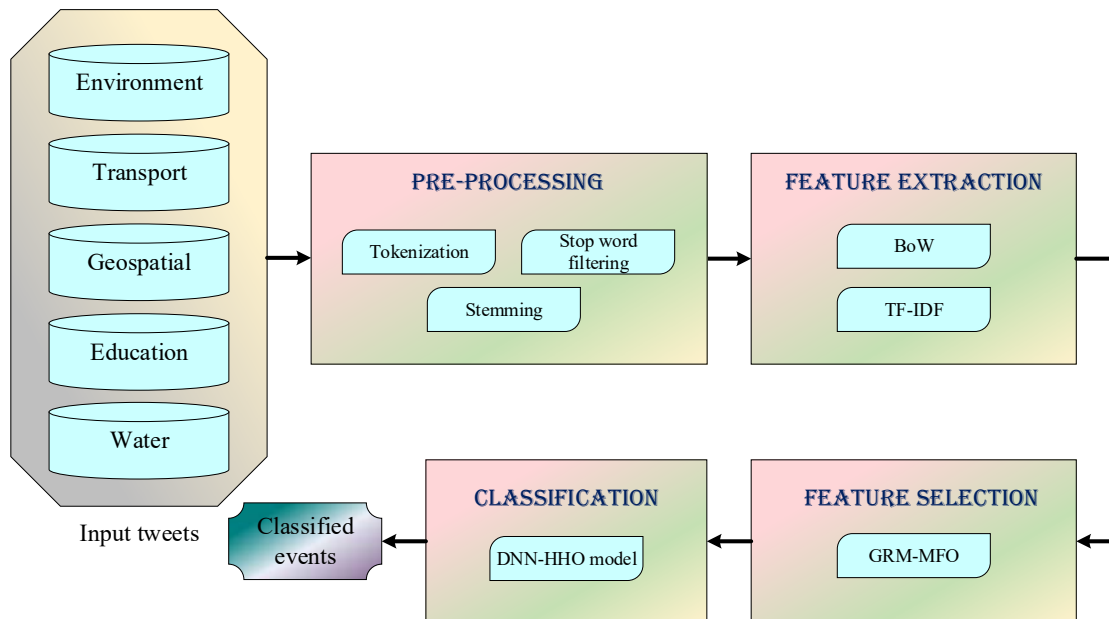 Environment
Transport
Geospatial
Education
Water
Input tweets
PRE-PROCESSING
Tokenization
Stop word
filtering
Stemming
FEATURE EXTRACTION
BoW
TF-IDF
FEATURE SELECTION
GRM-MFO
CLASSIFICATION
DNN-HHO model
Classified
events